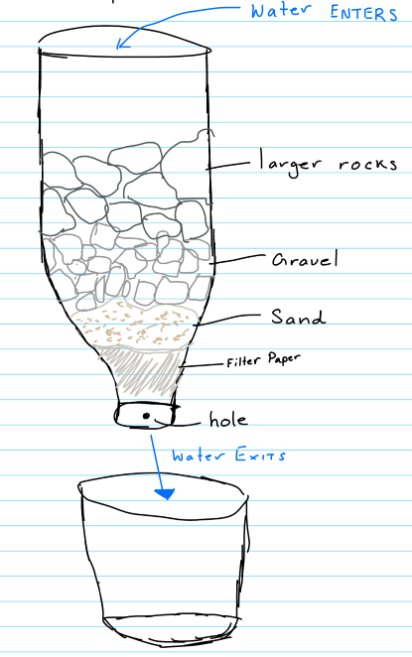 Water ENTERS
larger rocks
Gravel
Sand
Filter Paper
hole
Water Exits